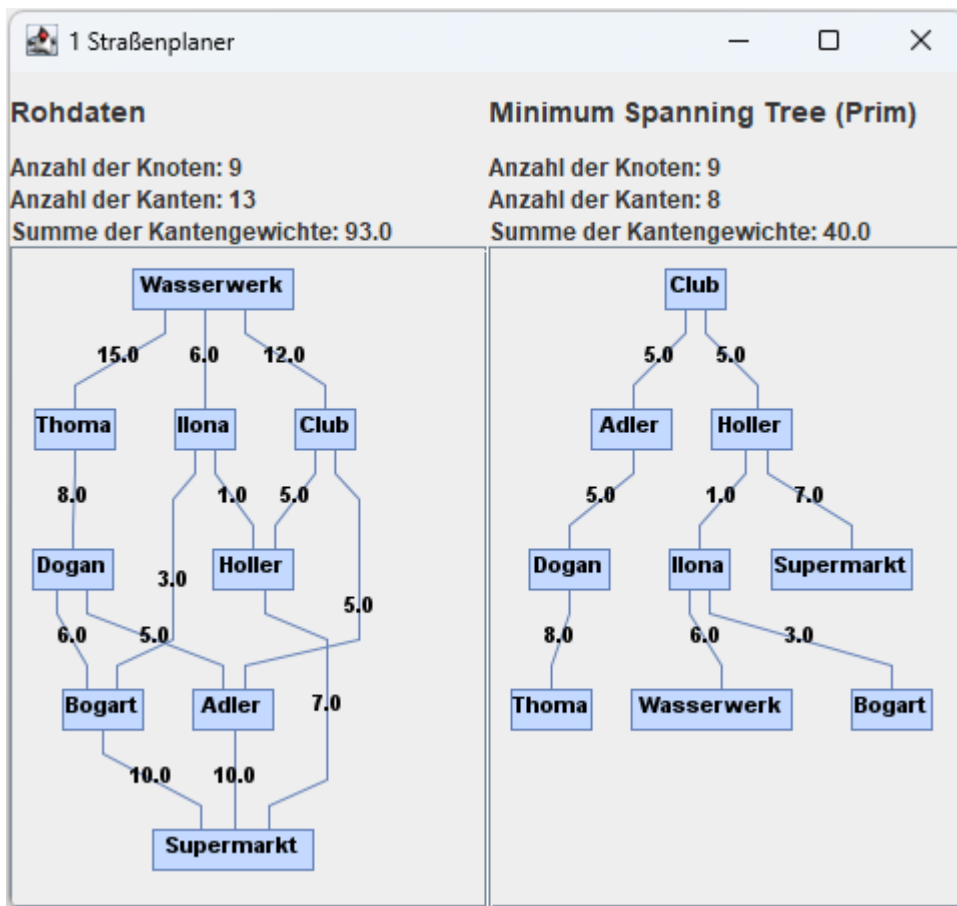 1 Straßenplaner
Rohdaten
Anzahl der Knoten: 9
Anzahl der Kanten: 13
Summe der Kantengewichte: 93.0
Wasserwerk
15.0 6.0 12.0
Thoma Ilona Club
8.0 1.0 5.0
Dogan Holler
3.0
5.0
6.0 5.0
Bogart Adler
7.0
10.0 10.0
Supermarkt
Minimum Spanning Tree (Prim)
Anzahl der Knoten: 9
Anzahl der Kanten: 8
Summe der Kantengewichte: 40.0
Club
5.0 5.0
Adler Holler
5.0 1.0 7.0
Dogan Ilona Supermarkt
8.0 6.0 3.0
Thoma Wasserwerk Bogart